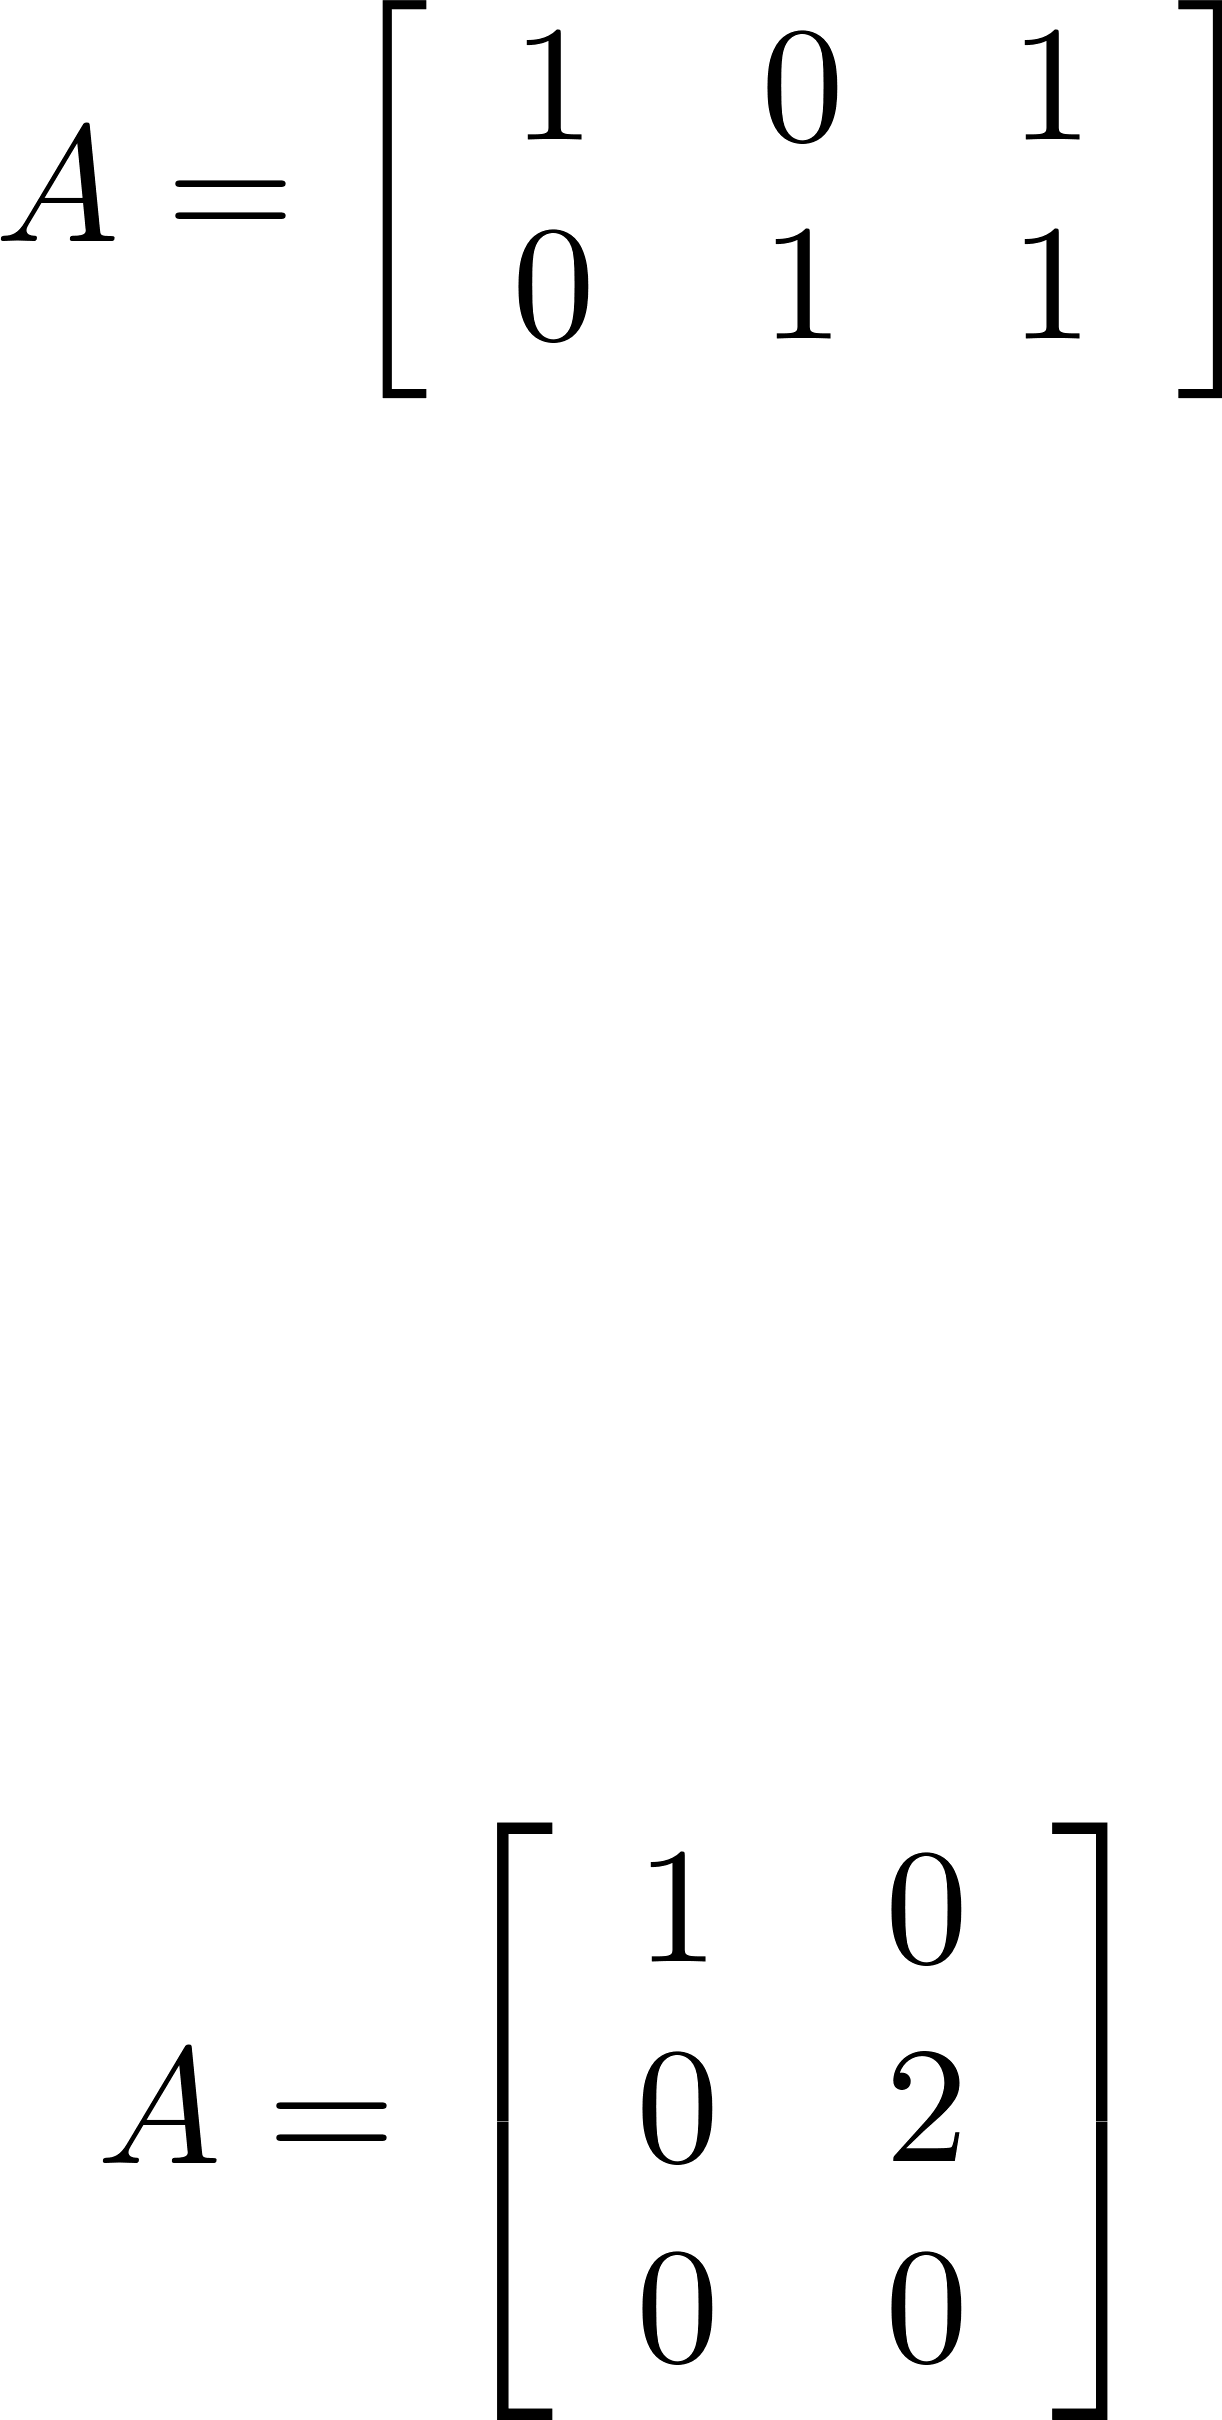 A = [ 1 0 1
0 1 1 ]
A = [ 1 0
0 2
0 0 ]